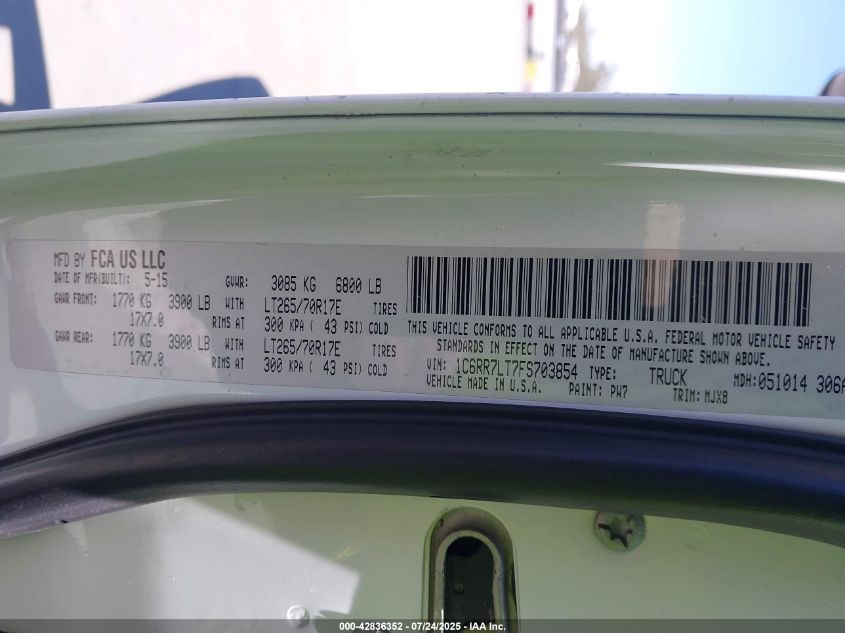 MFD BY FCA US LLC
DATE OF MFR(BUILT): 5-15 GVWR: 3085 KG 6800 LB
GAWR FRONT: 1770 KG 3900 LB WITH LT265/70R17E TIRES
17X7.0 RIMS AT 300 KPA ( 43 PSI) COLD
GAWR REAR: 1770 KG 3900 LB WITH LT265/70R17E TIRES
17X7.0 RIMS AT 300 KPA ( 43 PSI) COLD
THIS VEHICLE CONFORMS TO ALL APPLICABLE U.S.A. FEDERAL MOTOR VEHICLE SAFETY
STANDARDS IN EFFECT ON THE DATE OF MANUFACTURE SHOWN ABOVE.
VIN: 1C6RR7LT7FS703854 TYPE: TRUCK MDH:051014 306A
VEHICLE MADE IN U.S.A. PAINT: PW7 TRIM: MJX8
000-42836352 - 07/24/2025 - IAAI.com